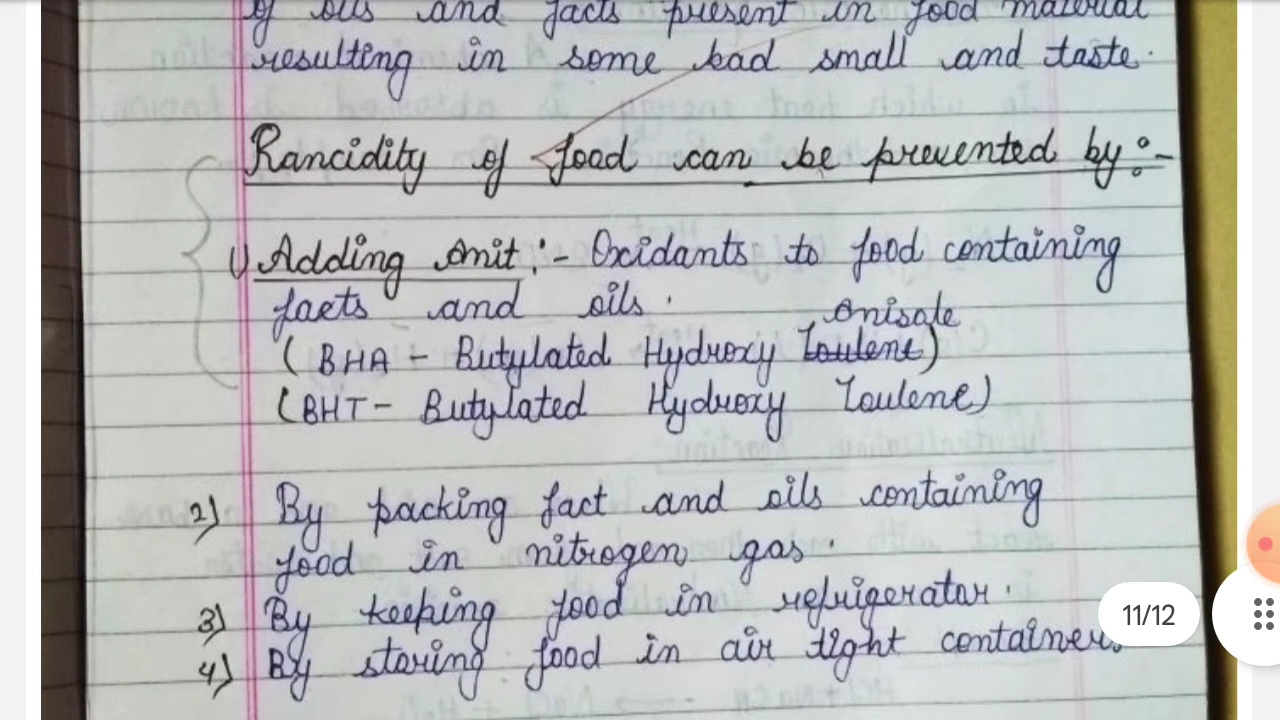 of oils and facts present in food material
resulting in some bad small and taste.
Rancidity of food can be prevented by:-
1) Adding Anit :- Oxidants to food containing
facts and oils.
Anisole
(BHA - Butylated Hydroxy Toulene)
(BHT - Butylated Hydroxy Toulene)
2) By packing fact and oils containing
food in nitrogen gas.
3) By keeping food in refrigerator.
4) By storing food in air tight container.
11/12